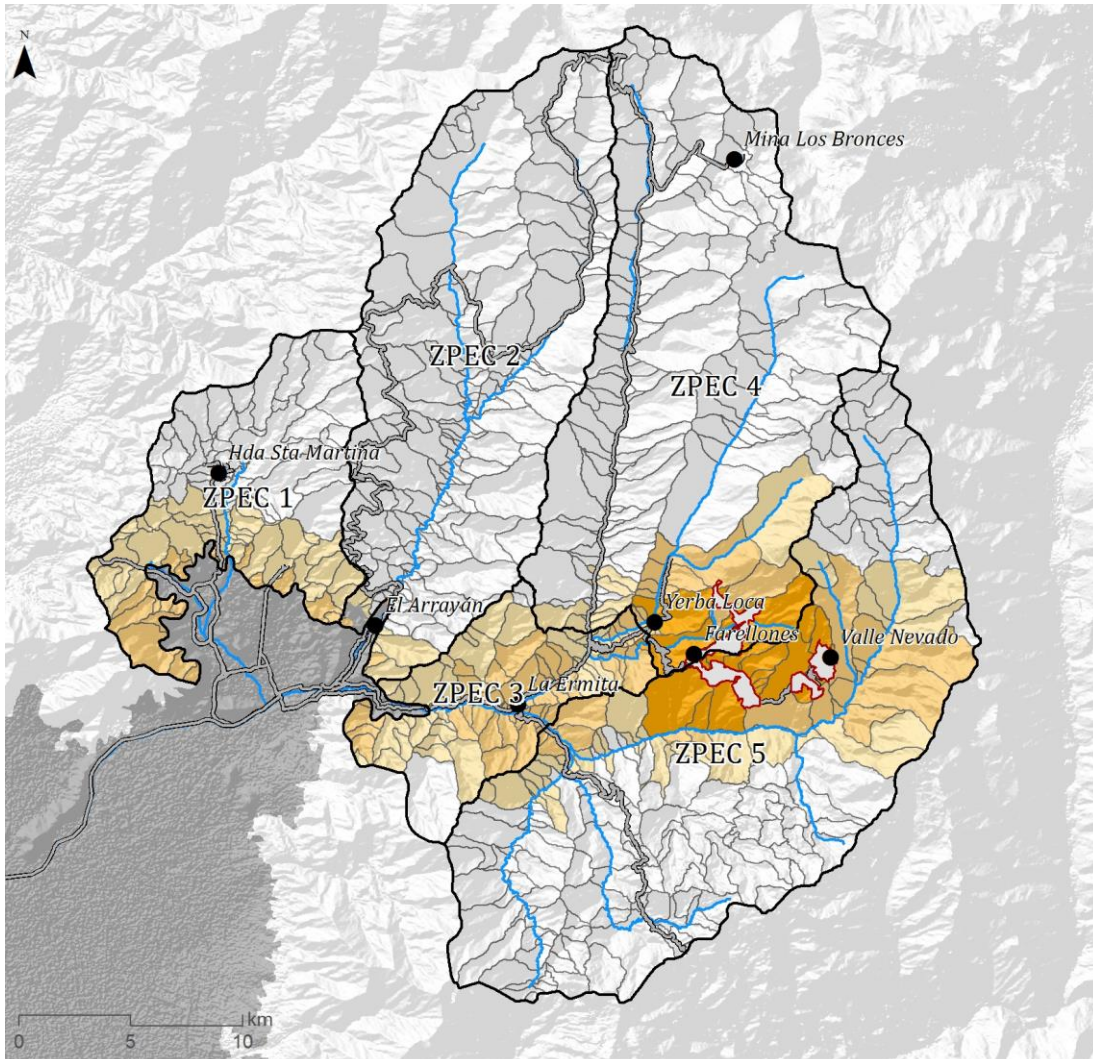 N
Mina Los Bronces
ZPEC 2
ZPEC 4
Hda Sta Martina
ZPEC 1
El Arrayán
Yerba Loca
Farellones
Valle Nevado
La Ermita
ZPEC 3
ZPEC 5
km
0 5 10